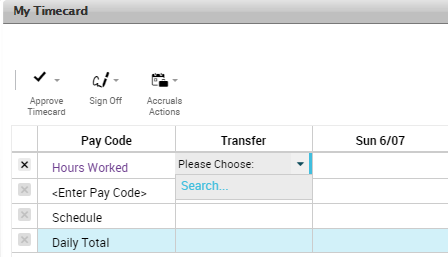 My Timecard
Approve Timecard
Sign Off
Accruals Actions
Pay Code
Transfer
Sun 6/07
Hours Worked
Please Choose:
Search...
<Enter Pay Code>
Schedule
Daily Total